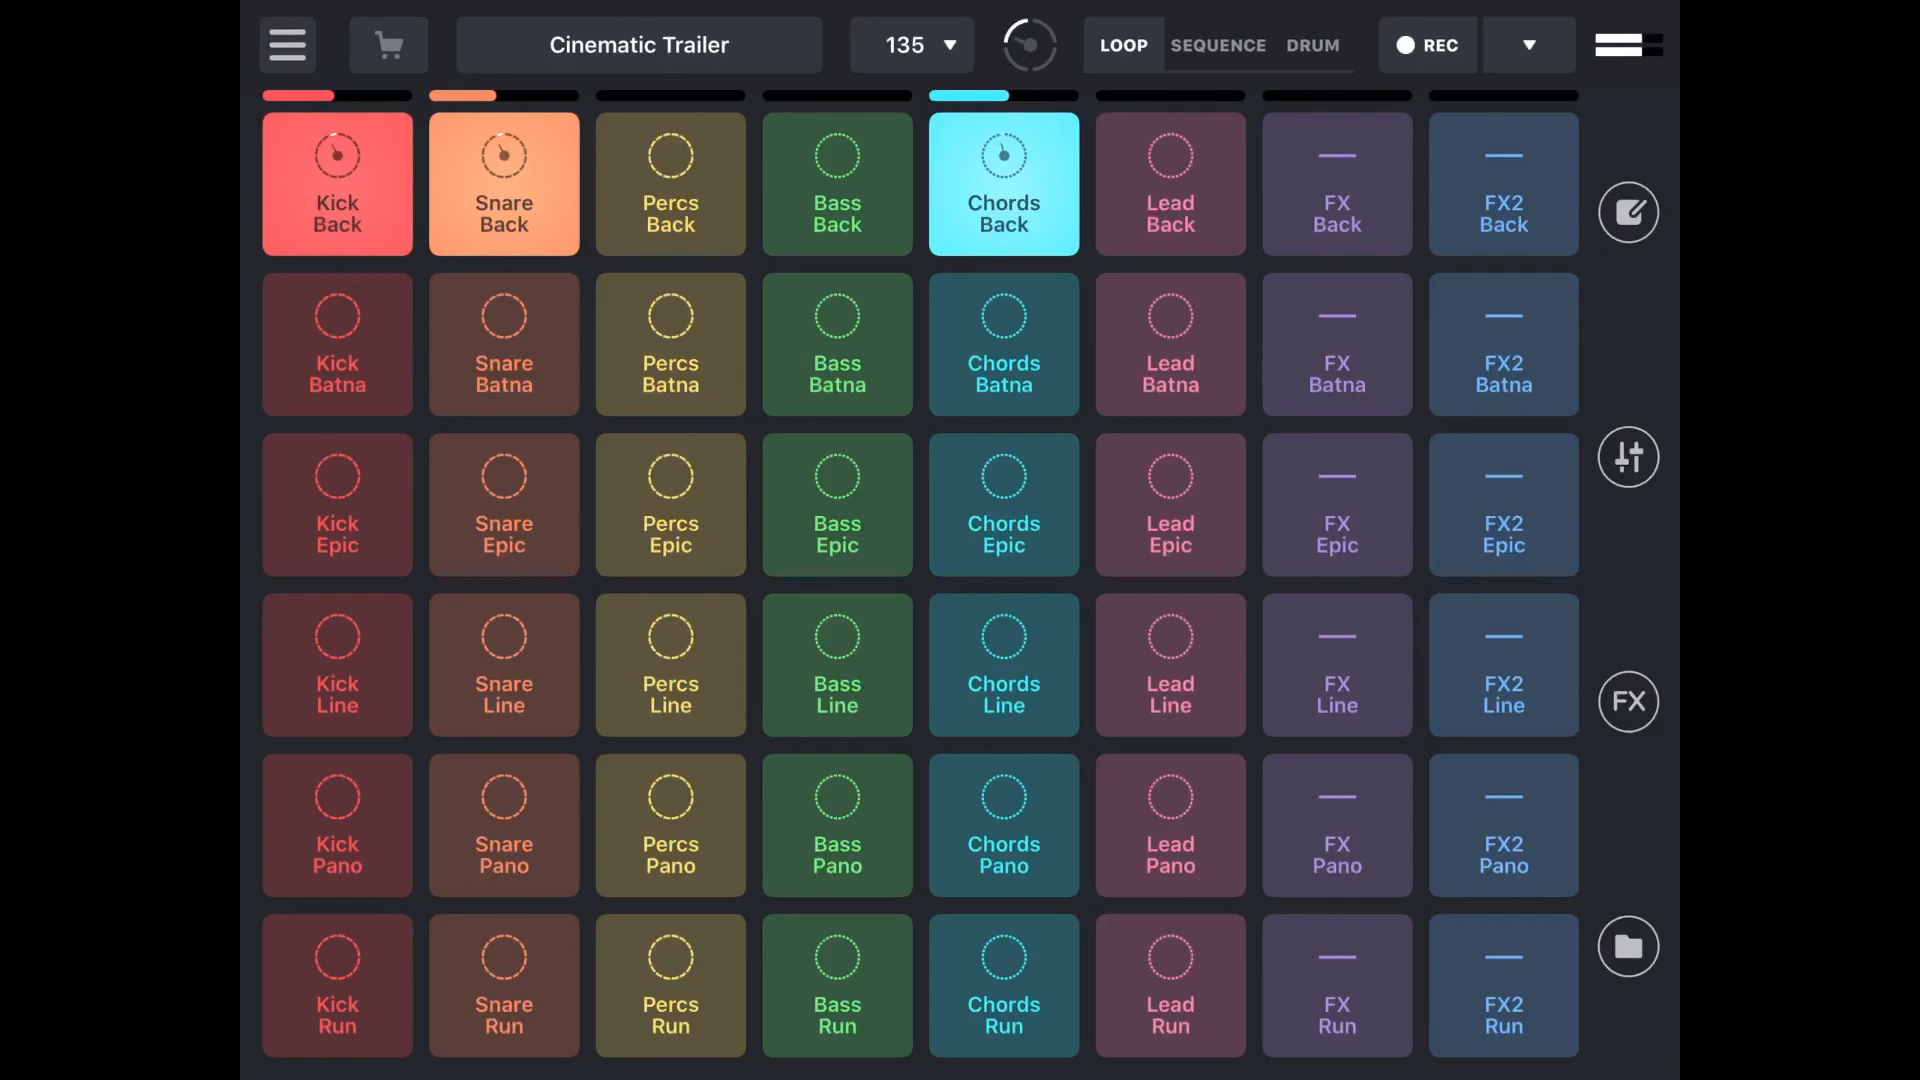 Cinematic Trailer
135
LOOP SEQUENCE DRUM
REC
Kick
Back
Snare
Back
Percs
Back
Bass
Back
Chords
Back
Lead
Back
FX
Back
FX2
Back
Kick
Batna
Snare
Batna
Percs
Batna
Bass
Batna
Chords
Batna
Lead
Batna
FX
Batna
FX2
Batna
Kick
Epic
Snare
Epic
Percs
Epic
Bass
Epic
Chords
Epic
Lead
Epic
FX
Epic
FX2
Epic
Kick
Line
Snare
Line
Percs
Line
Bass
Line
Chords
Line
Lead
Line
FX
Line
FX2
Line
FX
Kick
Pano
Snare
Pano
Percs
Pano
Bass
Pano
Chords
Pano
Lead
Pano
FX
Pano
FX2
Pano
Kick
Run
Snare
Run
Percs
Run
Bass
Run
Chords
Run
Lead
Run
FX
Run
FX2
Run